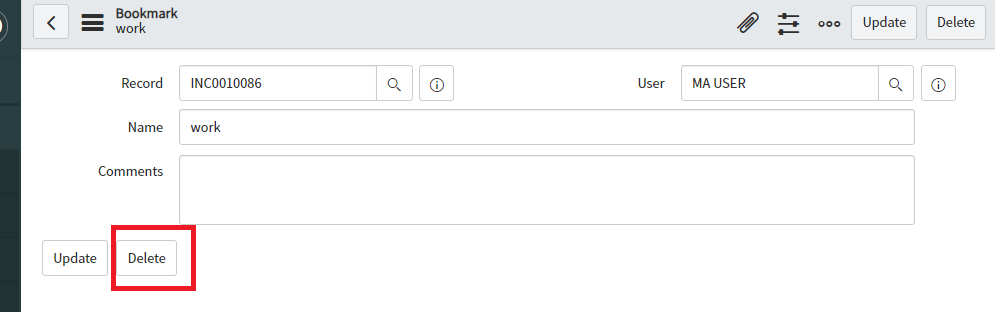 Bookmark
work
Update Delete
Record INC0010086 User MA USER
Name work
Comments
Update Delete